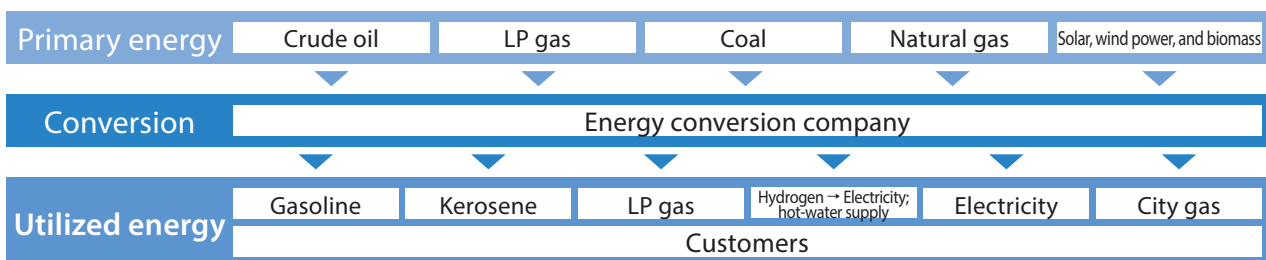 Primary energy
Crude oil
LP gas
Coal
Natural gas
Solar, wind power, and biomass
Conversion
Energy conversion company
Utilized energy
Gasoline
Kerosene
LP gas
Hydrogen → Electricity;
hot-water supply
Electricity
City gas
Customers